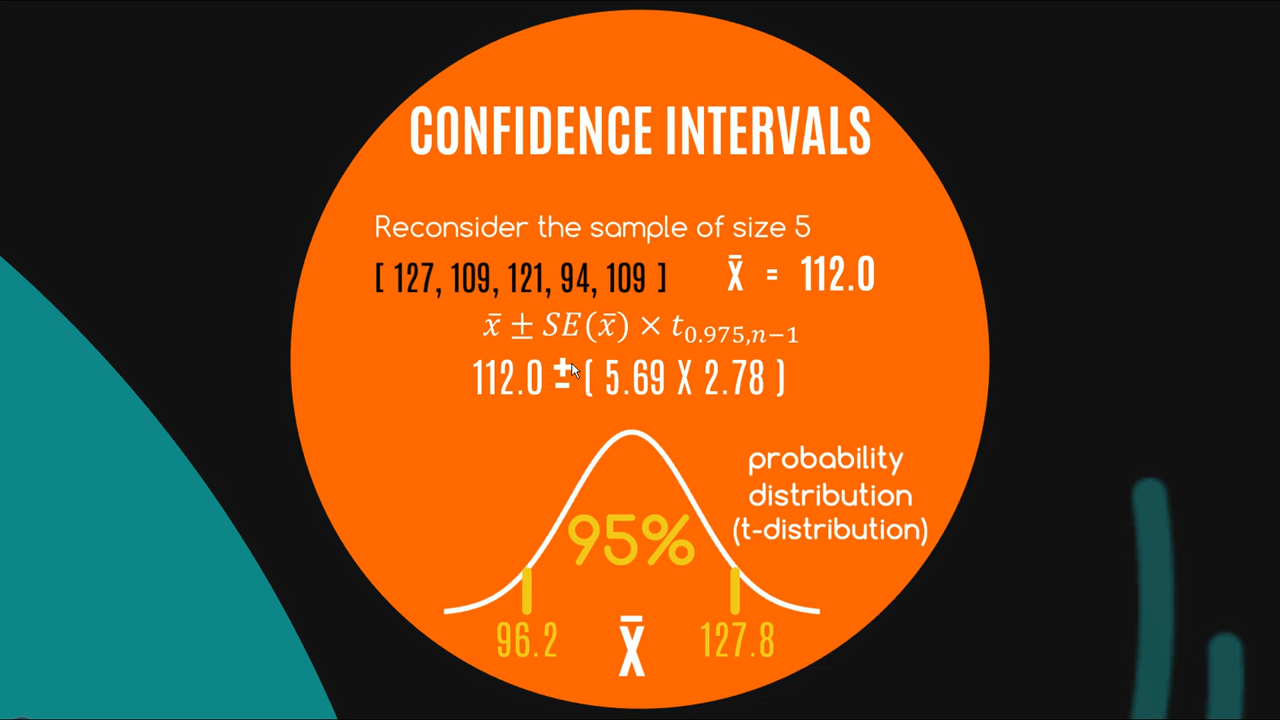 CONFIDENCE INTERVALS
Reconsider the sample of size 5
[ 127, 109, 121, 94, 109 ] x̄ = 112.0
x̄ ± SE(x̄) × t₀.₉₇₅,ₙ₋₁
112.0 ± ( 5.69 X 2.78 )
probability
distribution
(t-distribution)
95%
96.2 x̄ 127.8